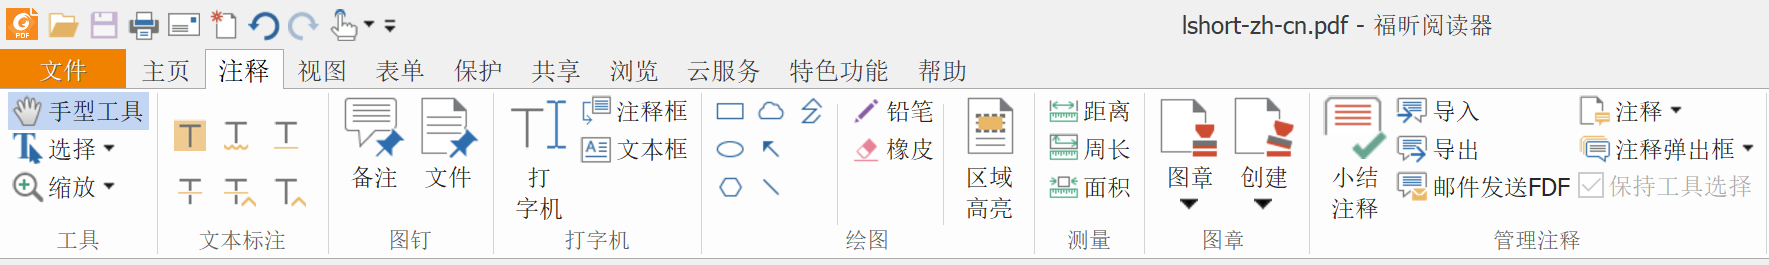 PDF
lshort-zh-cn.pdf - 福昕阅读器
文件 主页 注释 视图 表单 保护 共享 浏览 云服务 特色功能 帮助
手型工具
选择
缩放
工具
文本标注
备注 文件
图钉
打字机
注释框
文本框
打字机
铅笔
橡皮
区域
高亮
绘图
距离
周长
面积
测量
图章 创建
图章
小结
注释
导入
导出
邮件发送FDF
注释
注释弹出框
保持工具选择
管理注释